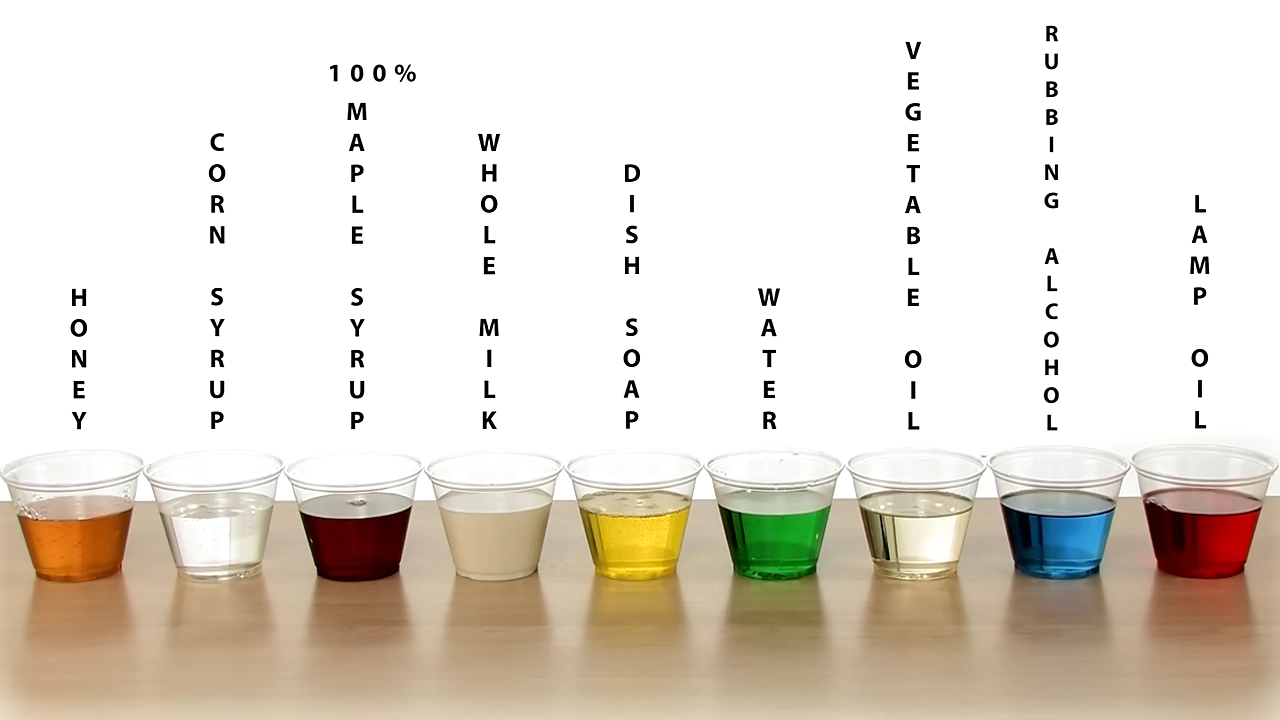 HONEY
CORN SYRUP
100%
MAPLE SYRUP
WHOLE MILK
DISH SOAP
WATER
VEGETABLE OIL
RUBBING ALCOHOL
LAMP OIL